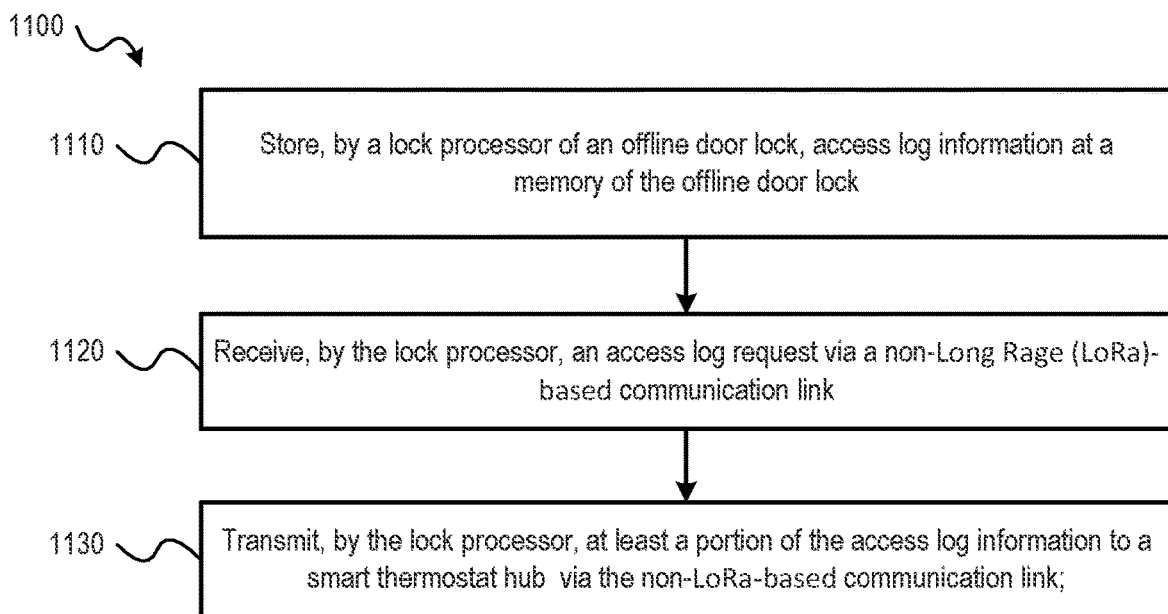 1100
1110
Store, by a lock processor of an offline door lock, access log information at a
memory of the offline door lock
1120
Receive, by the lock processor, an access log request via a non-Long Rage (LoRa)-
based communication link
1130
Transmit, by the lock processor, at least a portion of the access log information to a
smart thermostat hub via the non-LoRa-based communication link;